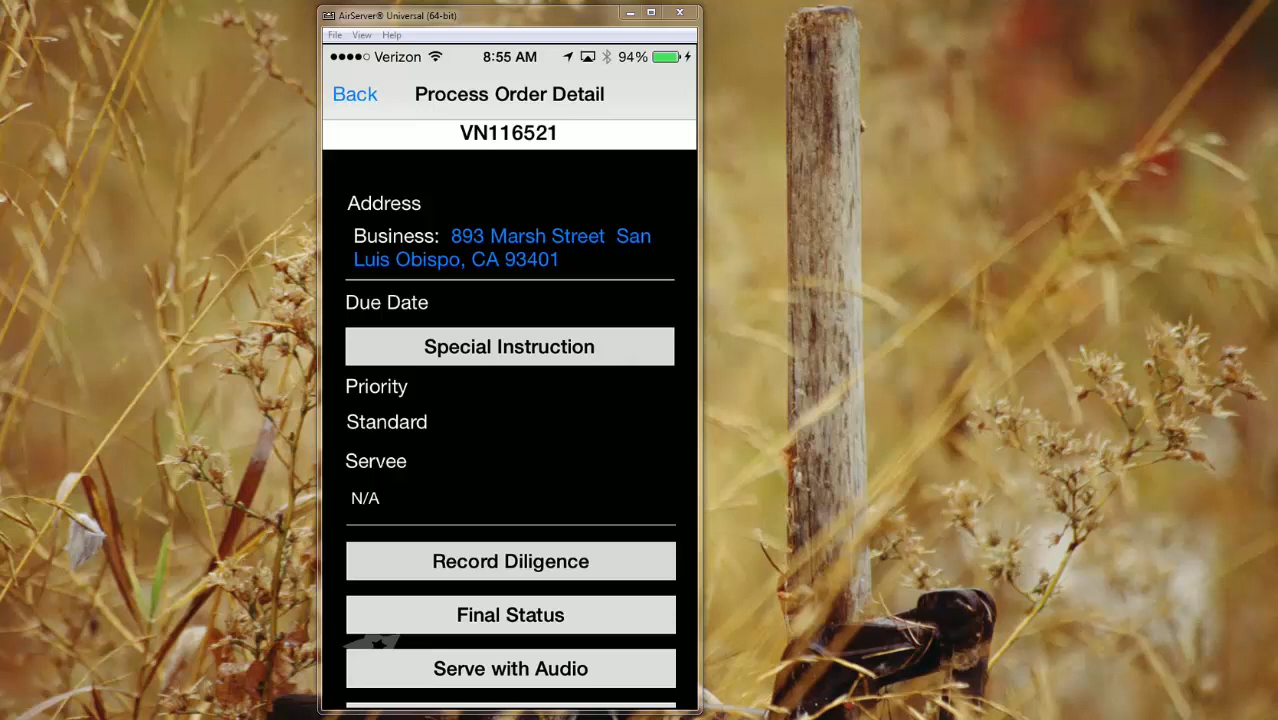 AirServer® Universal (64-bit)
File View Help
Verizon 8:55 AM 94%
Back Process Order Detail
VN116521
Address
Business: 893 Marsh Street San
Luis Obispo, CA 93401
Due Date
Special Instruction
Priority
Standard
Servee
N/A
Record Diligence
Final Status
Serve with Audio